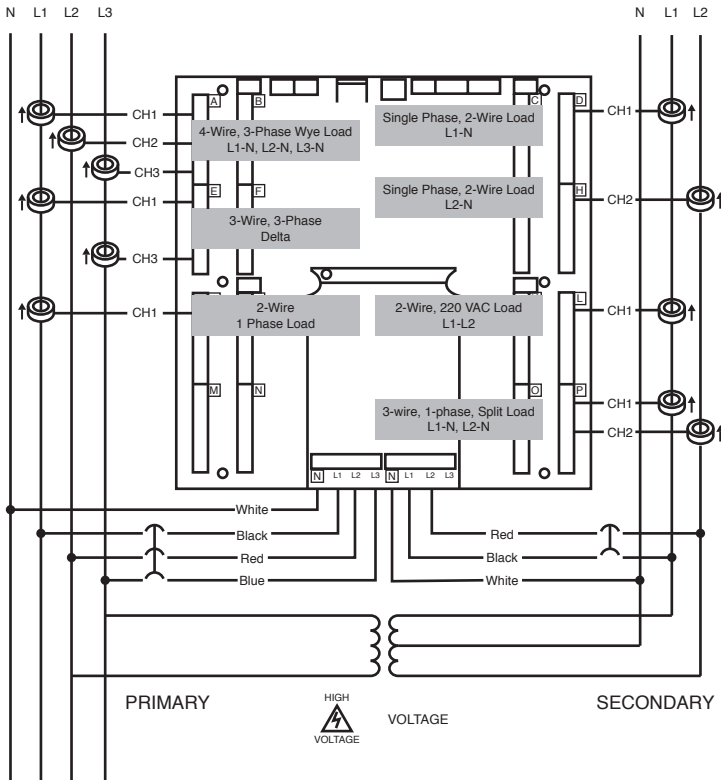 N L1 L2 L3
N L1 L2
A
B
C
D
CH1
4-Wire, 3-Phase Wye Load
L1-N, L2-N, L3-N
Single Phase, 2-Wire Load
L1-N
CH1
CH2
CH3
E
F
Single Phase, 2-Wire Load
L2-N
H
CH1
CH2
3-Wire, 3-Phase
Delta
CH3
2-Wire
1 Phase Load
2-Wire, 220 VAC Load
L1-L2
L
CH1
CH1
M
N
O
P
3-wire, 1-phase, Split Load
L1-N, L2-N
CH1
CH2
N L1 L2 L3 N L1 L2 L3
White
Black
Red
Blue
Red
Black
White
PRIMARY
HIGH
VOLTAGE
VOLTAGE
SECONDARY